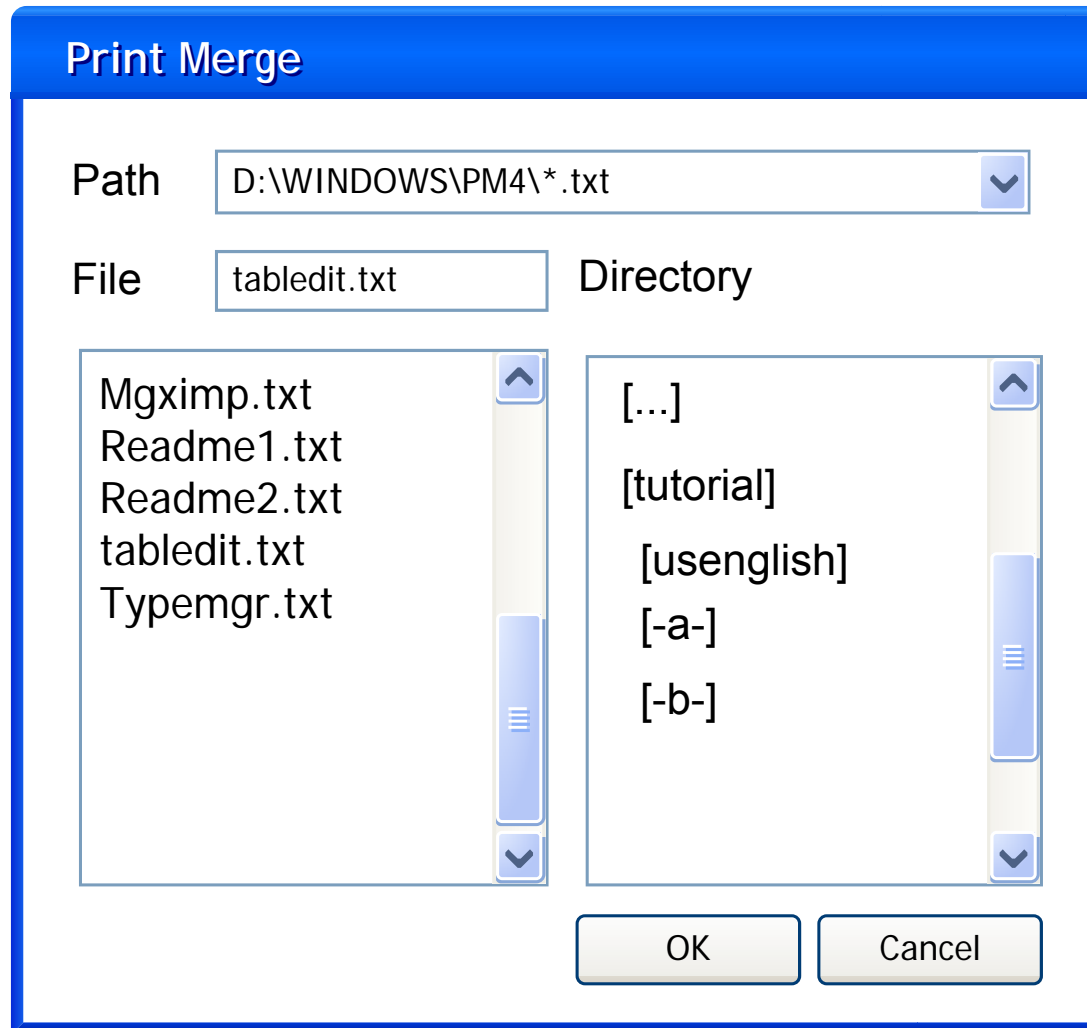 Print Merge
Path
D:\WINDOWS\PM4\*.txt
File
tabledit.txt
Directory
Mgximp.txt
Readme1.txt
Readme2.txt
tabledit.txt
Typemgr.txt
[...]
[tutorial]
[usenglish]
[-a-]
[-b-]
OK
Cancel